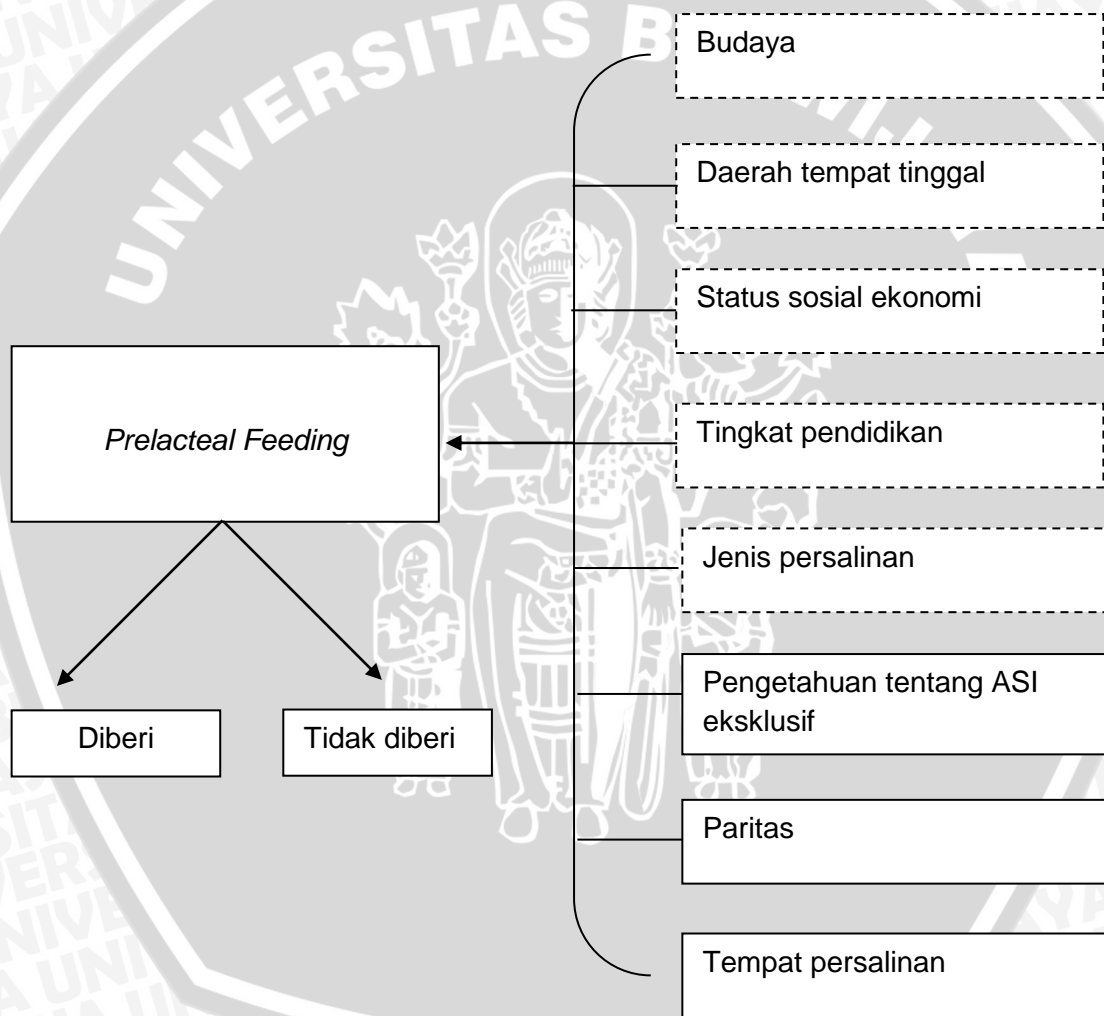 UNIVERSITAS BRAWIJAYA
Budaya
Daerah tempat tinggal
Status sosial ekonomi
Prelacteal Feeding
Tingkat pendidikan
Jenis persalinan
Pengetahuan tentang ASI
eksklusif
Diberi
Tidak diberi
Paritas
Tempat persalinan